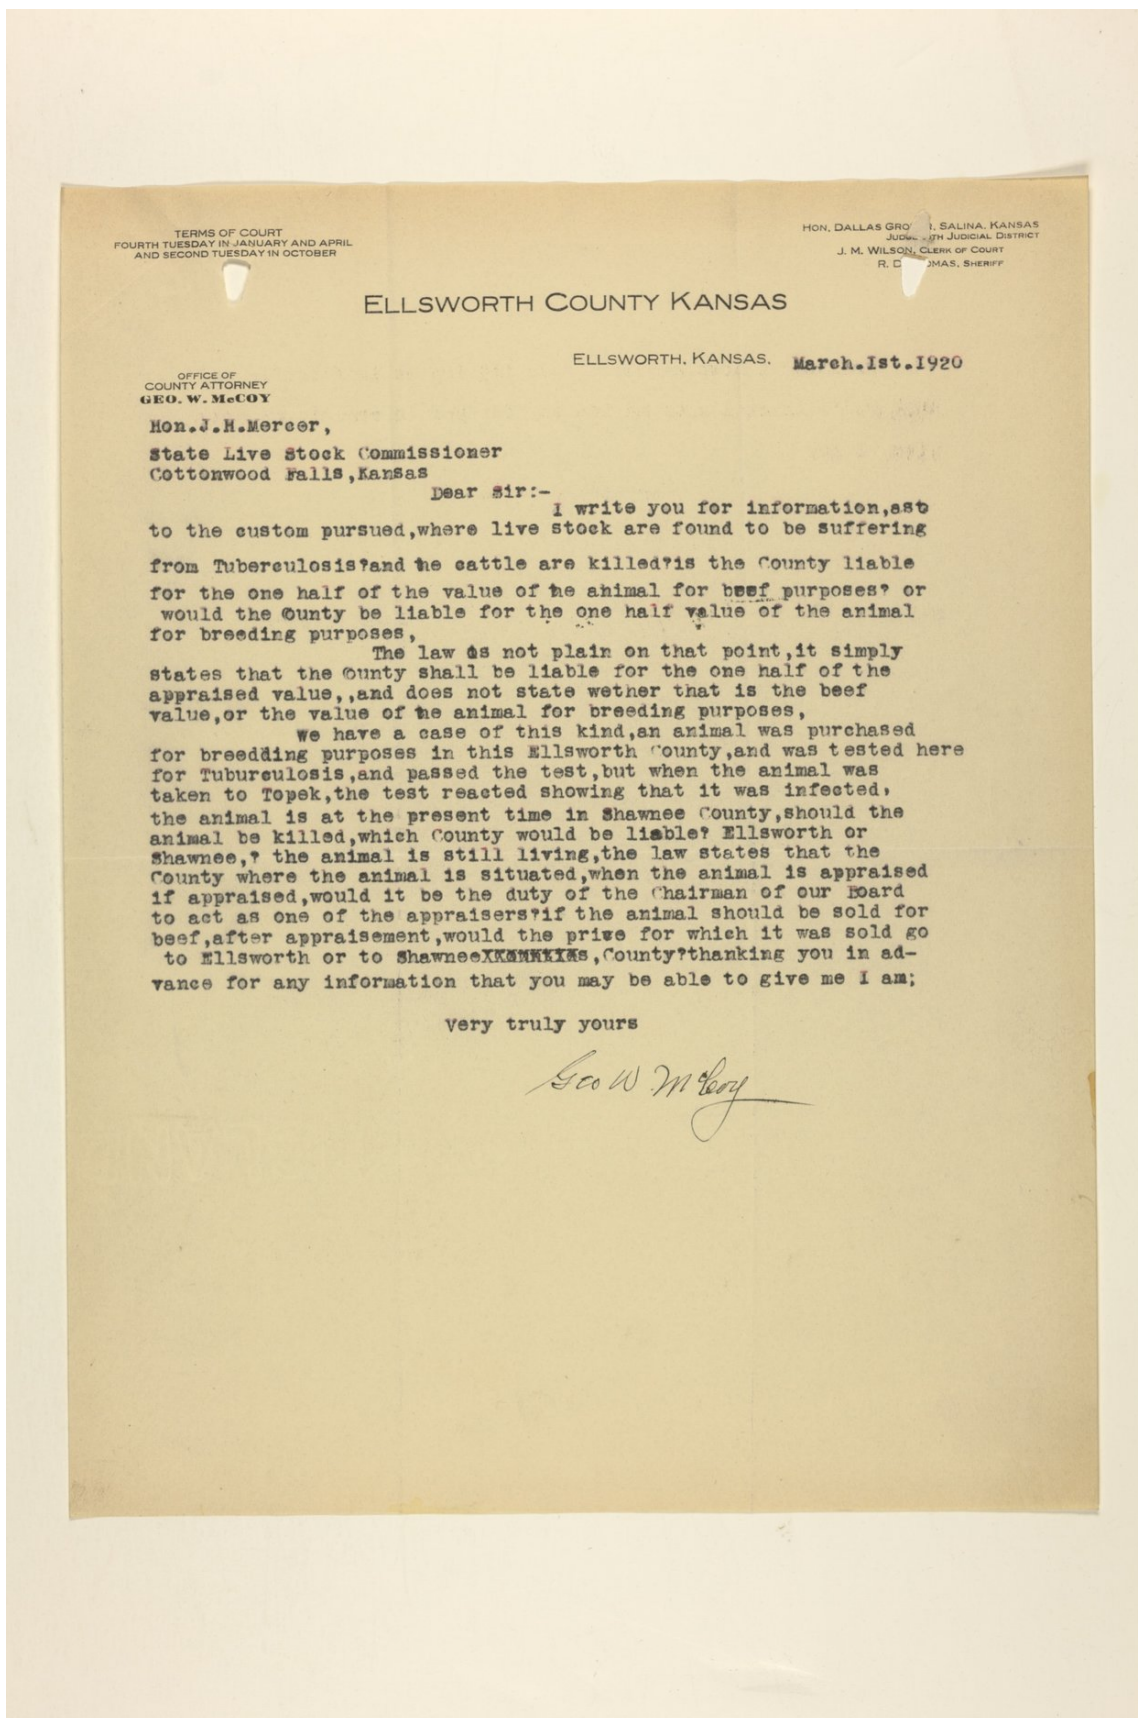 TERMS OF COURT
FOURTH TUESDAY IN JANUARY AND APRIL
AND SECOND TUESDAY IN OCTOBER
HON. DALLAS SALINA, KANSAS
JUDICIAL DISTRICT
J. M. WILSON, CLERK OF COURT
SHERIFF
ELLSWORTH COUNTY KANSAS
ELLSWORTH, KANSAS, March.1st.1920
OFFICE OF
COUNTY ATTORNEY
GEO. W. McCOY
Hon.J.H.Mercer,
State Live Stock Commissioner
Cottonwood Falls,Kansas
Dear Sir:-
I write you for information,ast
to the custom pursued,where live stock are found to be suffering
from Tuberculosis?and he cattle are killed?is the County liable
for the one half of the value of he animal for beef purposes? or
would the Ounty be liable for the one half value of the animal
for breeding purposes,
The law is not plain on that point,it simply
states that the Ounty shall be liable for the one half of the
appraised value,,and does not state wether that is the beef
value,or the value of he animal for breeding purposes,
We have a case of this kind,an animal was purchased
for breedding purposes in this Ellsworth County,and was tested here
for Tuburculosis,and passed the test,but when the animal was
taken to Topek,the test reacted showing that it was infected,
the animal is at the present time in Shawnee County,should the
animal be killed,which County would be liable? Ellsworth or
Shawnee,? the animal is still living,the law states that the
County where the animal is situated,when the animal is appraised
if appraised,would it be the duty of the Chairman of our Board
to act as one of the appraisers?if the animal should be sold for
beef,after appraisement,would the price for which it was sold go
to Ellsworth or to Shawnee s,County?thanking you in ad-
vance for any information that you may be able to give me I am;
Very truly yours
Geo W. McCoy